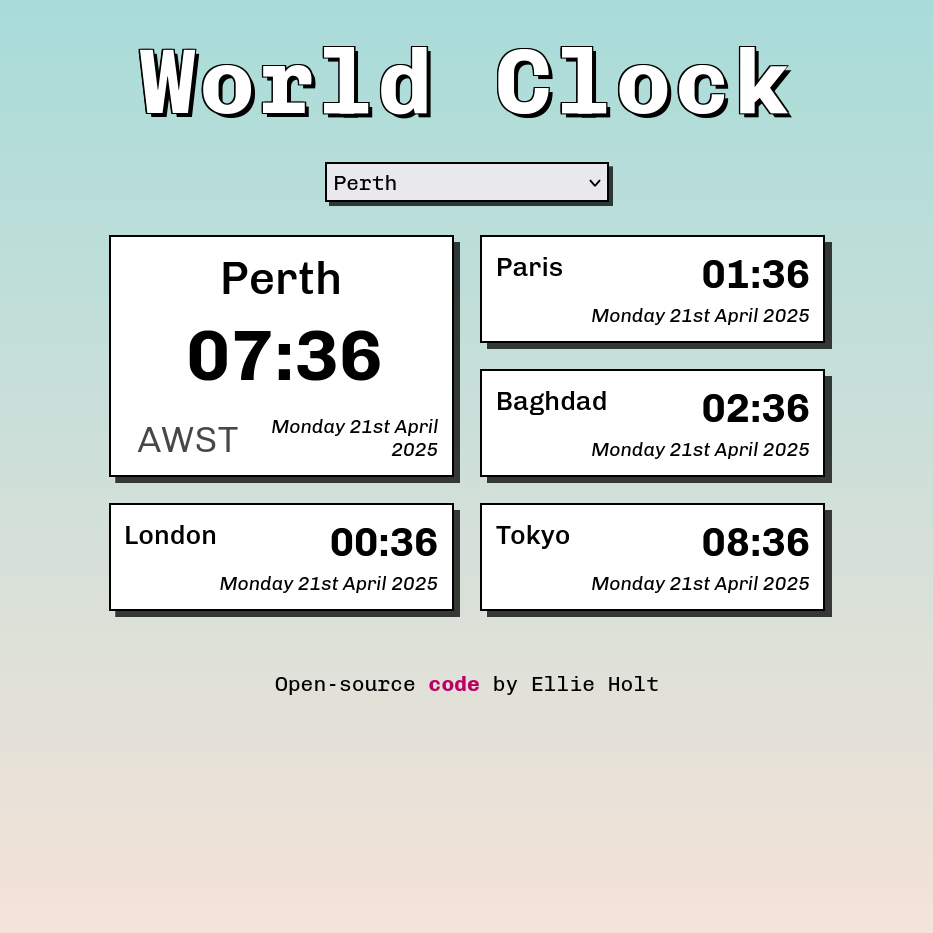 World Clock
Perth
Perth
07:36
AWST
Monday 21st April
2025
Paris
01:36
Monday 21st April 2025
Baghdad
02:36
Monday 21st April 2025
London
00:36
Monday 21st April 2025
Tokyo
08:36
Monday 21st April 2025
Open-source code by Ellie Holt